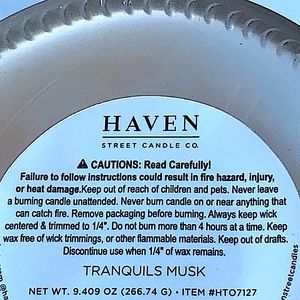 HAVEN
STREET CANDLE CO.
⚠ CAUTIONS: Read Carefully!
Failure to follow instructions could result in fire hazard, injury,
or heat damage.Keep out of reach of children and pets. Never leave
a burning candle unattended. Never burn candle on or near anything that
can catch fire. Remove packaging before burning. Always keep wick
centered & trimmed to 1/4". Do not burn more than 4 hours at a time. Keep
wax free of wick trimmings, or other flammable materials. Keep out of drafts.
Discontinue use when 1/4" of wax remains.
TRANQUILS MUSK
NET WT. 9.409 OZ (266.74 G) • ITEM #HTO7127